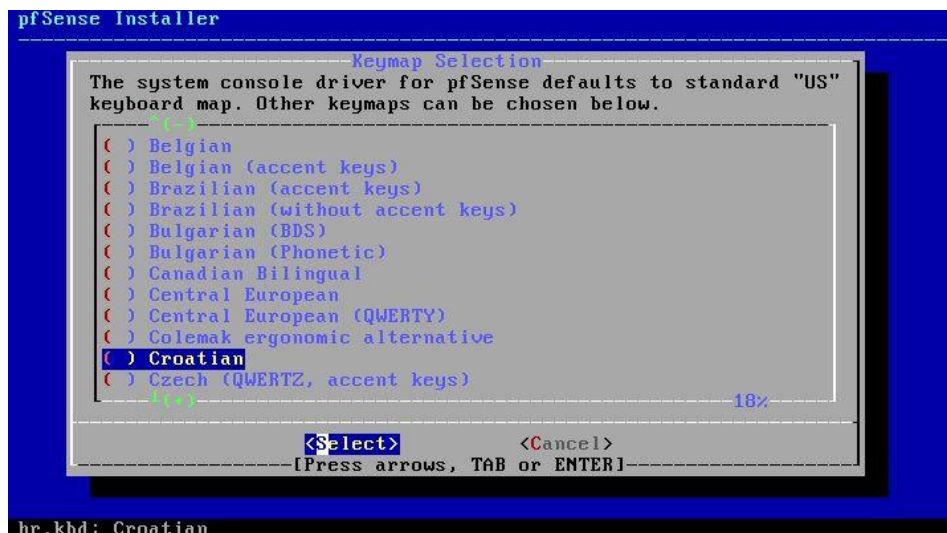 pfSense Installer
Keymap Selection
The system console driver for pfSense defaults to standard "US"
keyboard map. Other keymaps can be chosen below.
^(-)
( ) Belgian
( ) Belgian (accent keys)
( ) Brazilian (accent keys)
( ) Brazilian (without accent keys)
( ) Bulgarian (BDS)
( ) Bulgarian (Phonetic)
( ) Canadian Bilingual
( ) Central European
( ) Central European (QWERTY)
( ) Colemak ergonomic alternative
( ) Croatian
( ) Czech (QWERTZ, accent keys)
(+) 18%
<Select> <Cancel>
[Press arrows, TAB or ENTER]
hr.kbd: Croatian